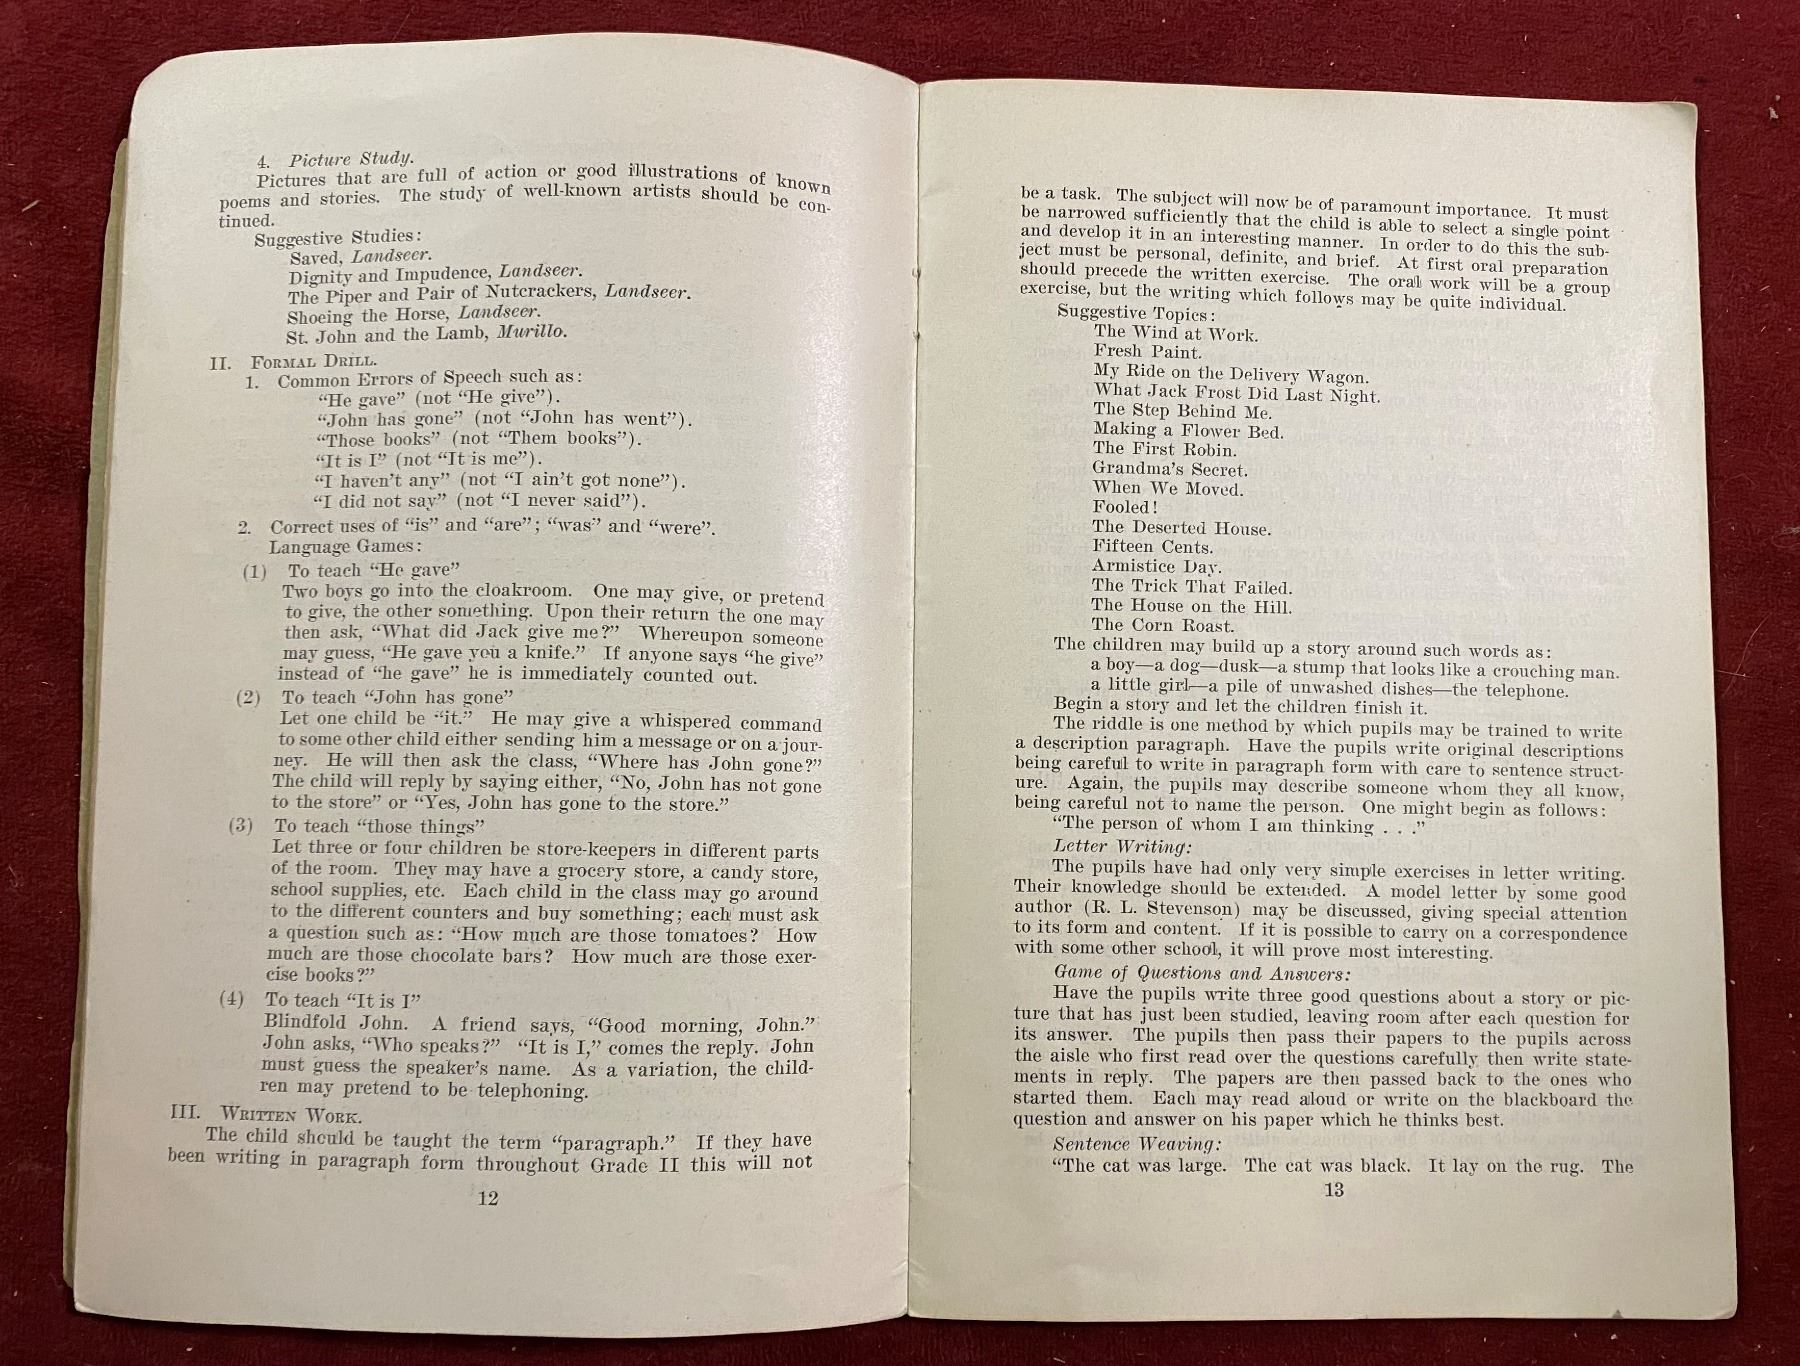 4. Picture Study.
Pictures that are full of action or good illustrations of known
poems and stories. The study of well-known artists should be con-
tinued.
Suggestive Studies:
Saved, Landseer.
Dignity and Impudence, Landseer.
The Piper and Pair of Nutcrackers, Landseer.
Shoeing the Horse, Landseer.
St. John and the Lamb, Murillo.
II. FORMAL DRILL.
1. Common Errors of Speech such as:
“He gave” (not “He give”).
“John has gone” (not “John has went”).
“Those books” (not “Them books”).
“It is I” (not “It is me”).
“I haven't any” (not “I ain't got none”).
“I did not say” (not “I never said”).
2. Correct uses of “is” and “are”; “was” and “were”.
Language Games:
(1) To teach “He gave”
Two boys go into the cloakroom. One may give, or pretend
to give, the other something. Upon their return the one may
then ask, “What did Jack give me?” Whereupon someone
may guess, “He gave you a knife.” If anyone says “he give”
instead of “he gave” he is immediately counted out.
(2) To teach “John has gone”
Let one child be “it.” He may give a whispered command
to some other child either sending him a message or on a jour-
ney. He will then ask the class, “Where has John gone?”
The child will reply by saying either, “No, John has not gone
to the store” or “Yes, John has gone to the store.”
(3) To teach “those things”
Let three or four children be store-keepers in different parts
of the room. They may have a grocery store, a candy store,
school supplies, etc. Each child in the class may go around
to the different counters and buy something; each must ask
a question such as: “How much are those tomatoes? How
much are those chocolate bars? How much are those exer-
cise books?”
(4) To teach “It is I”
Blindfold John. A friend says, “Good morning, John.”
John asks, “Who speaks?” “It is I,” comes the reply. John
must guess the speaker's name. As a variation, the child-
ren may pretend to be telephoning.
III. WRITTEN WORK.
The child should be taught the term “paragraph.” If they have
been writing in paragraph form throughout Grade II this will not
12
be a task. The subject will now be of paramount importance. It must
be narrowed sufficiently that the child is able to select a single point
and develop it in an interesting manner. In order to do this the sub-
ject must be personal, definite, and brief. At first oral preparation
should precede the written exercise. The oral work will be a group
exercise, but the writing which follows may be quite individual.
Suggestive Topics:
The Wind at Work.
Fresh Paint.
My Ride on the Delivery Wagon.
What Jack Frost Did Last Night.
The Step Behind Me.
Making a Flower Bed.
The First Robin.
Grandma's Secret.
When We Moved.
Fooled!
The Deserted House.
Fifteen Cents.
Armistice Day.
The Trick That Failed.
The House on the Hill.
The Corn Roast.
The children may build up a story around such words as:
a boy—a dog—dusk—a stump that looks like a crouching man.
a little girl—a pile of unwashed dishes—the telephone.
Begin a story and let the children finish it.
The riddle is one method by which pupils may be trained to write
a description paragraph. Have the pupils write original descriptions
being careful to write in paragraph form with care to sentence struct-
ure. Again, the pupils may describe someone whom they all know,
being careful not to name the person. One might begin as follows:
“The person of whom I am thinking . . .”
Letter Writing:
The pupils have had only very simple exercises in letter writing.
Their knowledge should be extended. A model letter by some good
author (R. L. Stevenson) may be discussed, giving special attention
to its form and content. If it is possible to carry on a correspondence
with some other school, it will prove most interesting.
Game of Questions and Answers:
Have the pupils write three good questions about a story or pic-
ture that has just been studied, leaving room after each question for
its answer. The pupils then pass their papers to the pupils across
the aisle who first read over the questions carefully then write state-
ments in reply. The papers are then passed back to the ones who
started them. Each may read aloud or write on the blackboard the
question and answer on his paper which he thinks best.
Sentence Weaving:
“The cat was large. The cat was black. It lay on the rug. The
13